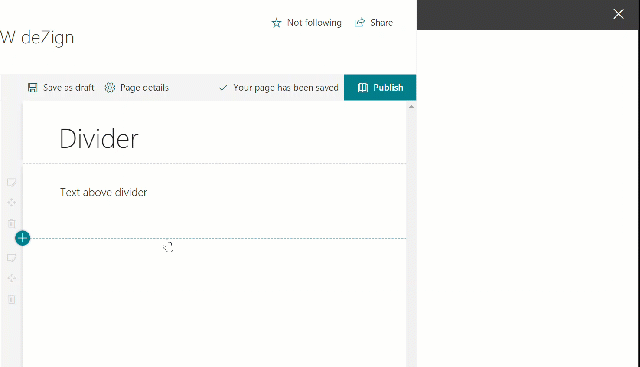 Not following Share
W deZign
Save as draft Page details Your page has been saved Publish
Divider
Text above divider